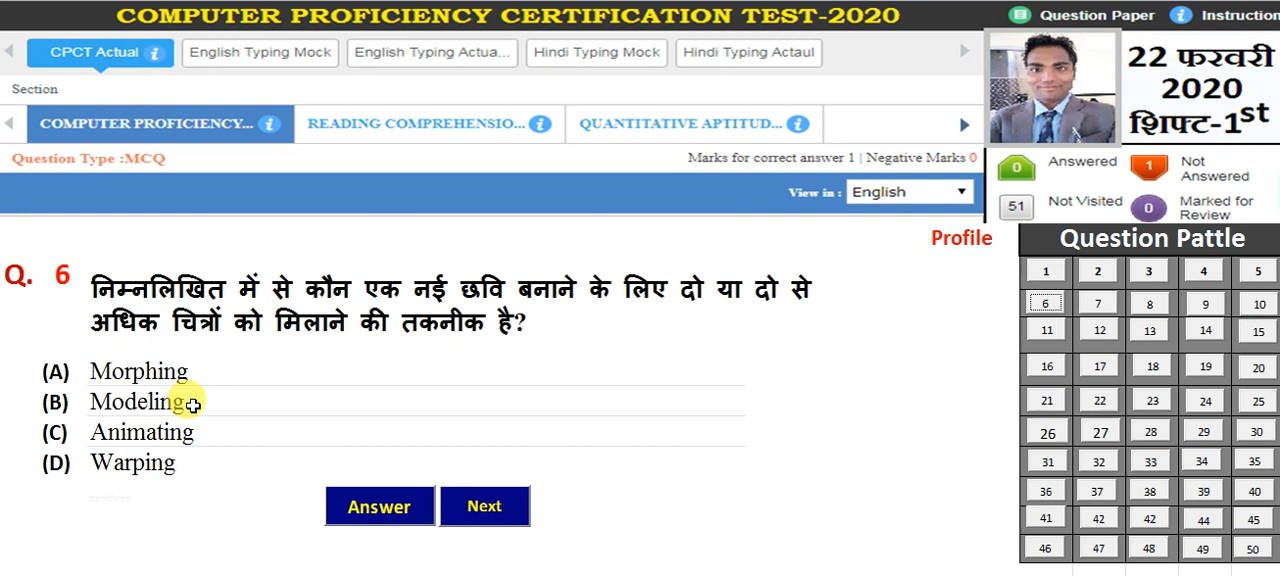 COMPUTER PROFICIENCY CERTIFICATION TEST-2020
Question Paper
Instruction
CPCT Actual
English Typing Mock
English Typing Actua...
Hindi Typing Mock
Hindi Typing Actaul
22 फरवरी
2020
शिफ्ट-1st
Section
COMPUTER PROFICIENCY...
READING COMPREHENSIO...
QUANTITATIVE APTITUD...
Question Type :MCQ
Marks for correct answer 1 | Negative Marks 0
View in :
English
0
Answered
1
Not
Answered
51
Not Visited
0
Marked for
Review
Profile
Question Pattle
Q. 6
निम्नलिखित में से कौन एक नई छवि बनाने के लिए दो या दो से
अधिक चित्रों को मिलाने की तकनीक है?
(A) Morphing
(B) Modeling
(C) Animating
(D) Warping
Answer
Next
1 2 3 4 5
6 7 8 9 10
11 12 13 14 15
16 17 18 19 20
21 22 23 24 25
26 27 28 29 30
31 32 33 34 35
36 37 38 39 40
41 42 42 44 45
46 47 48 49 50